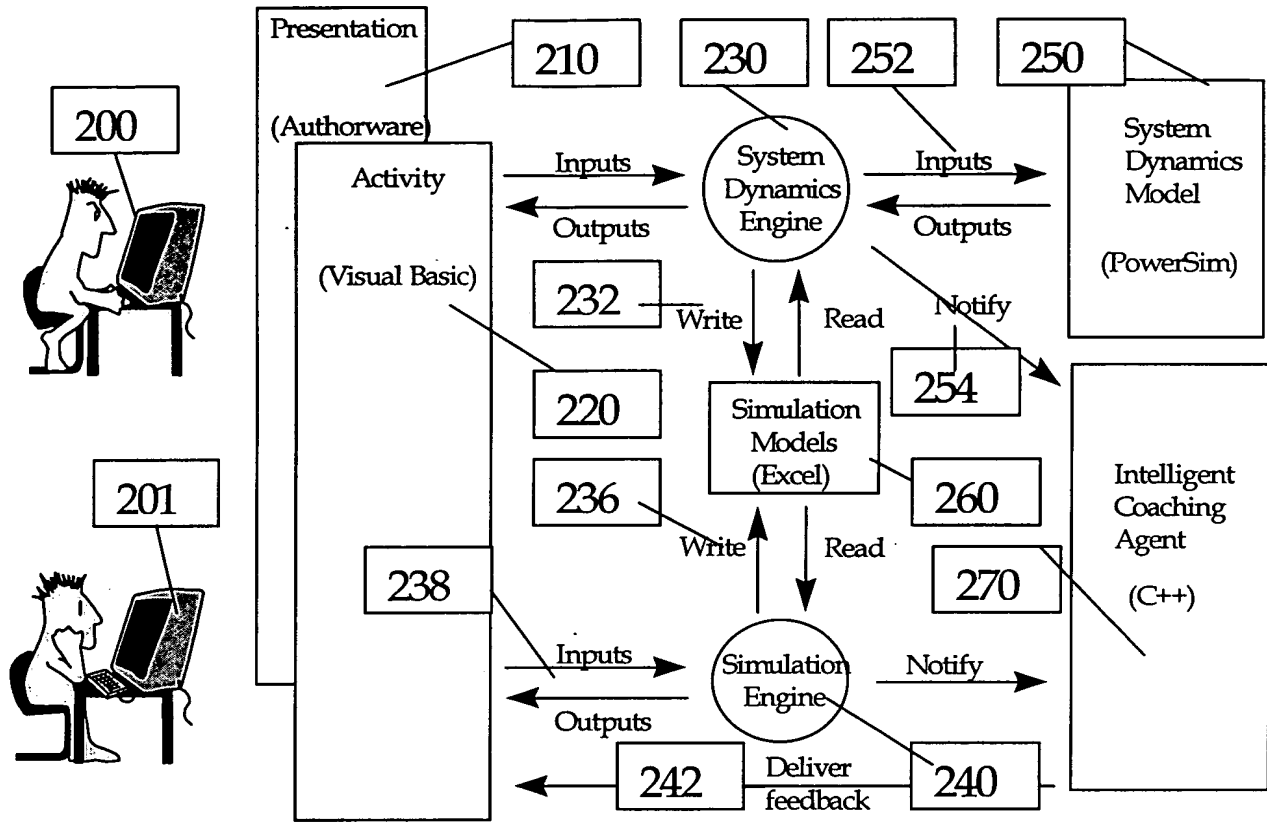 Presentation
210
230
252
250
200
(Authorware)
System
Dynamics
Engine
System
Dynamics
Model
Activity
Inputs
Inputs
Outputs
Outputs
(Visual Basic)
(PowerSim)
232
Write
Read
Notify
254
220
Simulation
Models
(Excel)
236
260
Intelligent
Coaching
Agent
201
Write
Read
238
270
(C++)
Inputs
Simulation
Engine
Notify
Outputs
242
Deliver
feedback
240